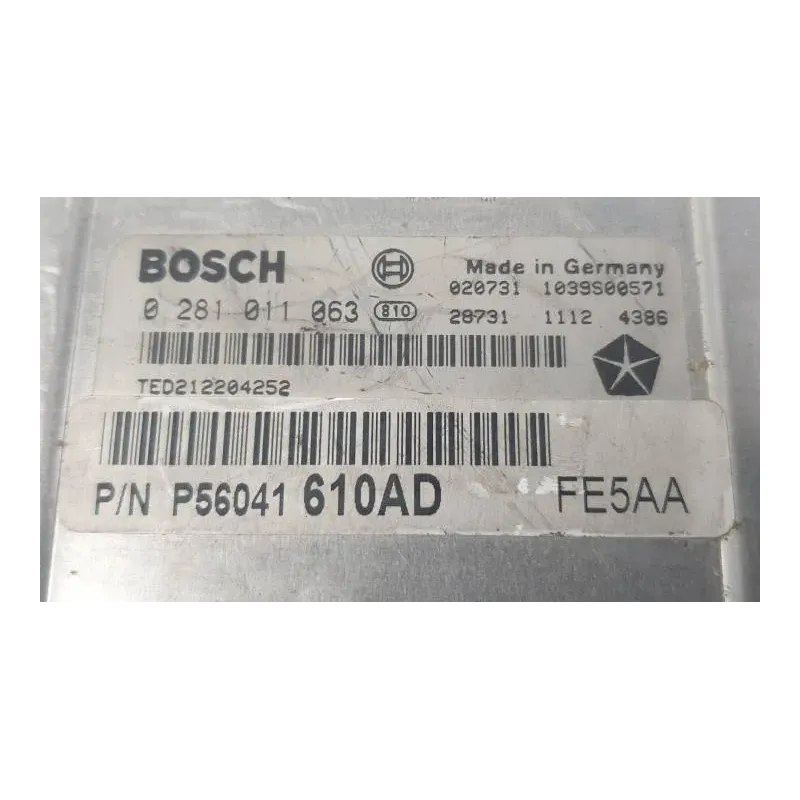 BOSCH Made in Germany
020731 1039S00571
0 281 011 063 810 28731 1112 4386
TED212204252
P/N P56041 610AD FE5AA